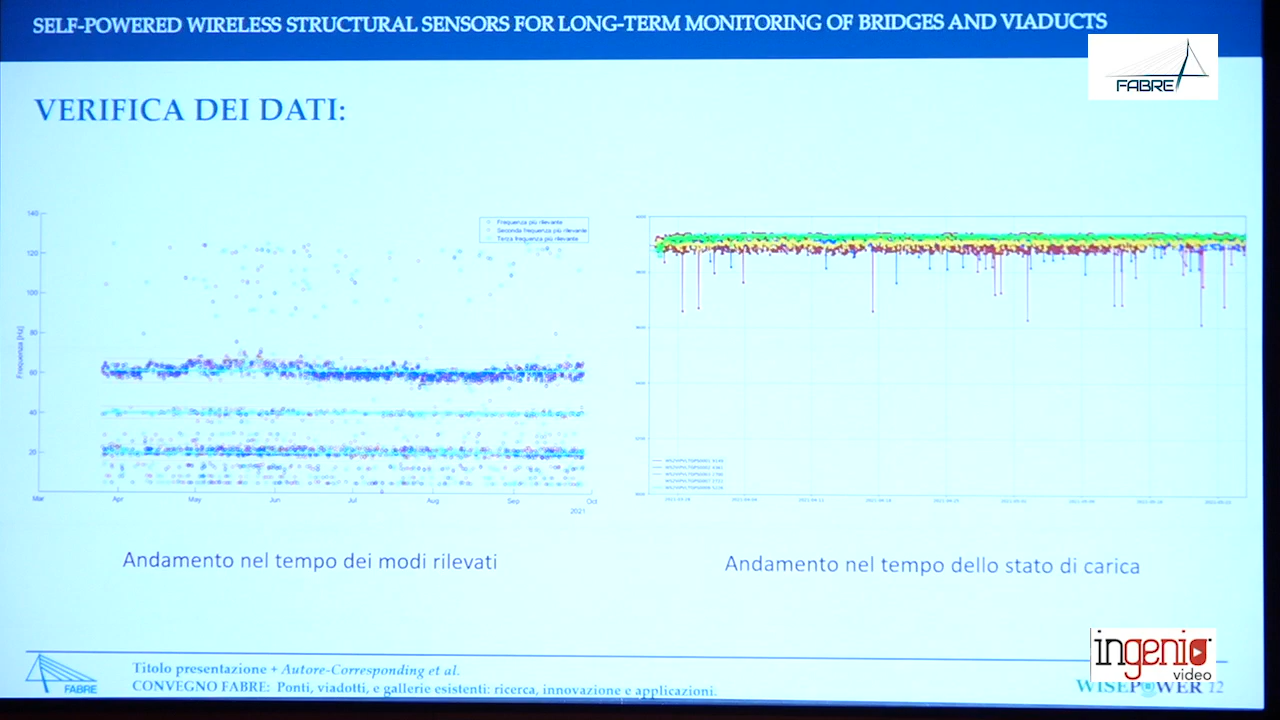 SELF-POWERED WIRELESS STRUCTURAL SENSORS FOR LONG-TERM MONITORING OF BRIDGES AND VIADUCTS
FABRE
VERIFICA DEI DATI:
Frequenza più rilevante
Seconda frequenza più rilevante
Terza frequenza più rilevante
Frequenza [Hz]
140
120
100
80
60
40
20
Mar Apr May Jun Jul Aug Sep Oct
2021
Andamento nel tempo dei modi rilevati
Andamento nel tempo dello stato di carica
FABRE
Titolo presentazione + Autore-Corresponding et al.
CONVEGNO FABRE: Ponti, viadotti, e gallerie esistenti: ricerca, innovazione e applicazioni.
ingenio
video
WISEPOWER 12